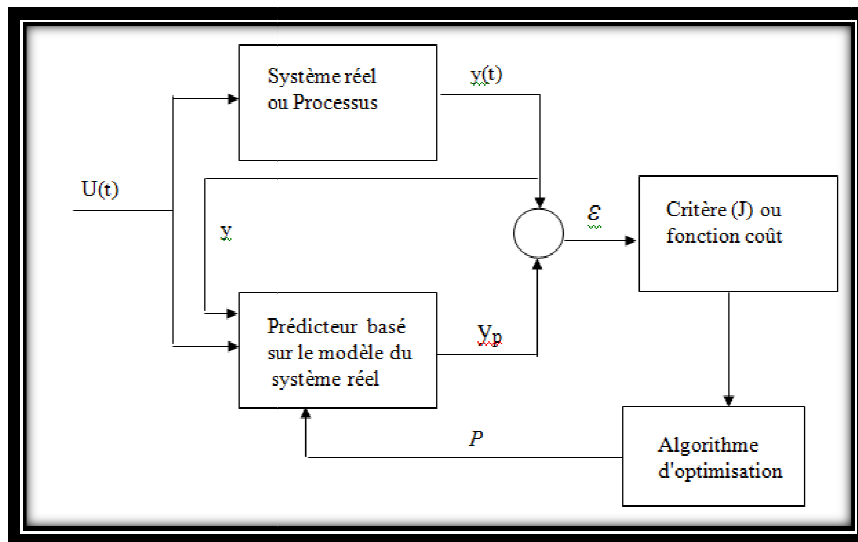 Système réel
ou Processus
y(t)
U(t)
y
ε
Critère (J) ou
fonction coût
Prédicteur basé
sur le modèle du
système réel
yp
P
Algorithme
d'optimisation